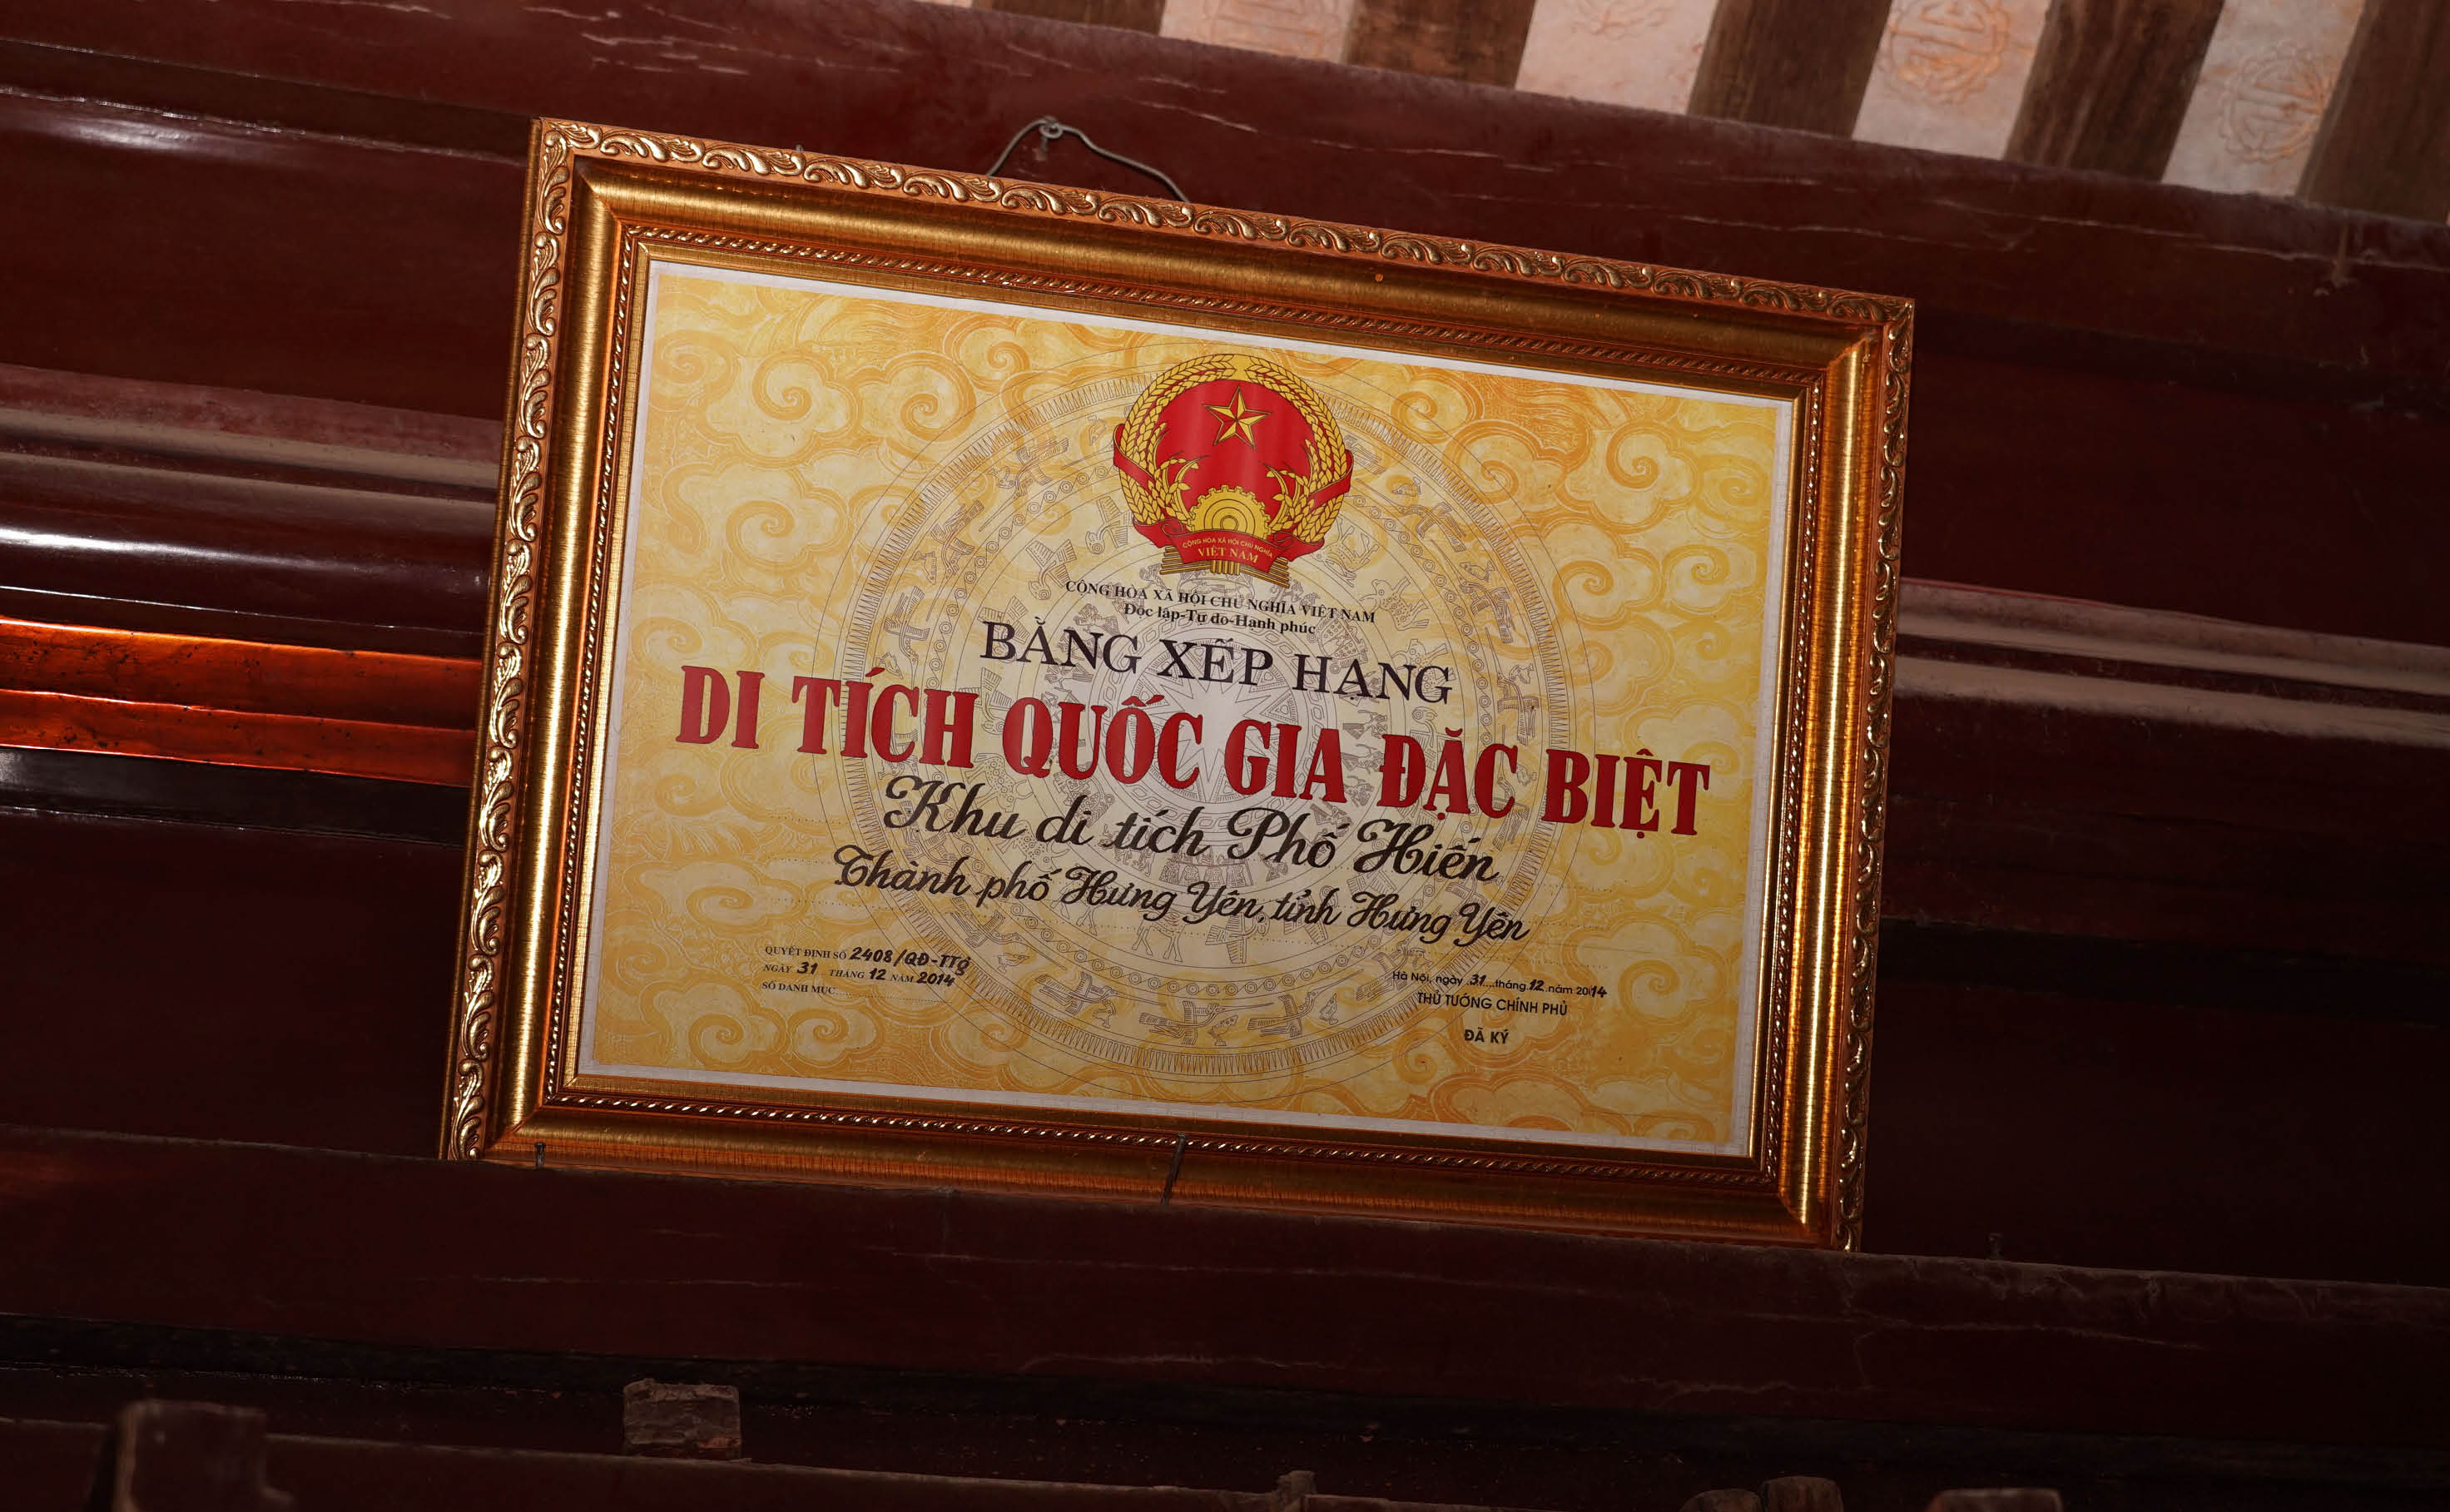 CỘNG HÒA XÃ HỘI CHỦ NGHĨA
VIỆT NAM
CỘNG HÒA XÃ HỘI CHỦ NGHĨA VIỆT NAM
Độc lập-Tự do-Hạnh phúc
BẰNG XẾP HẠNG
DI TÍCH QUỐC GIA ĐẶC BIỆT
Khu di tích Phố Hiến
Thành phố Hưng Yên, tỉnh Hưng Yên
QUYẾT ĐỊNH SỐ 2408/QĐ-TTg
NGÀY 31 THÁNG 12 NĂM 2014
SỐ DANH MỤC
Hà Nội, ngày 31 tháng 12 năm 2014
THỦ TƯỚNG CHÍNH PHỦ
ĐÃ KÝ